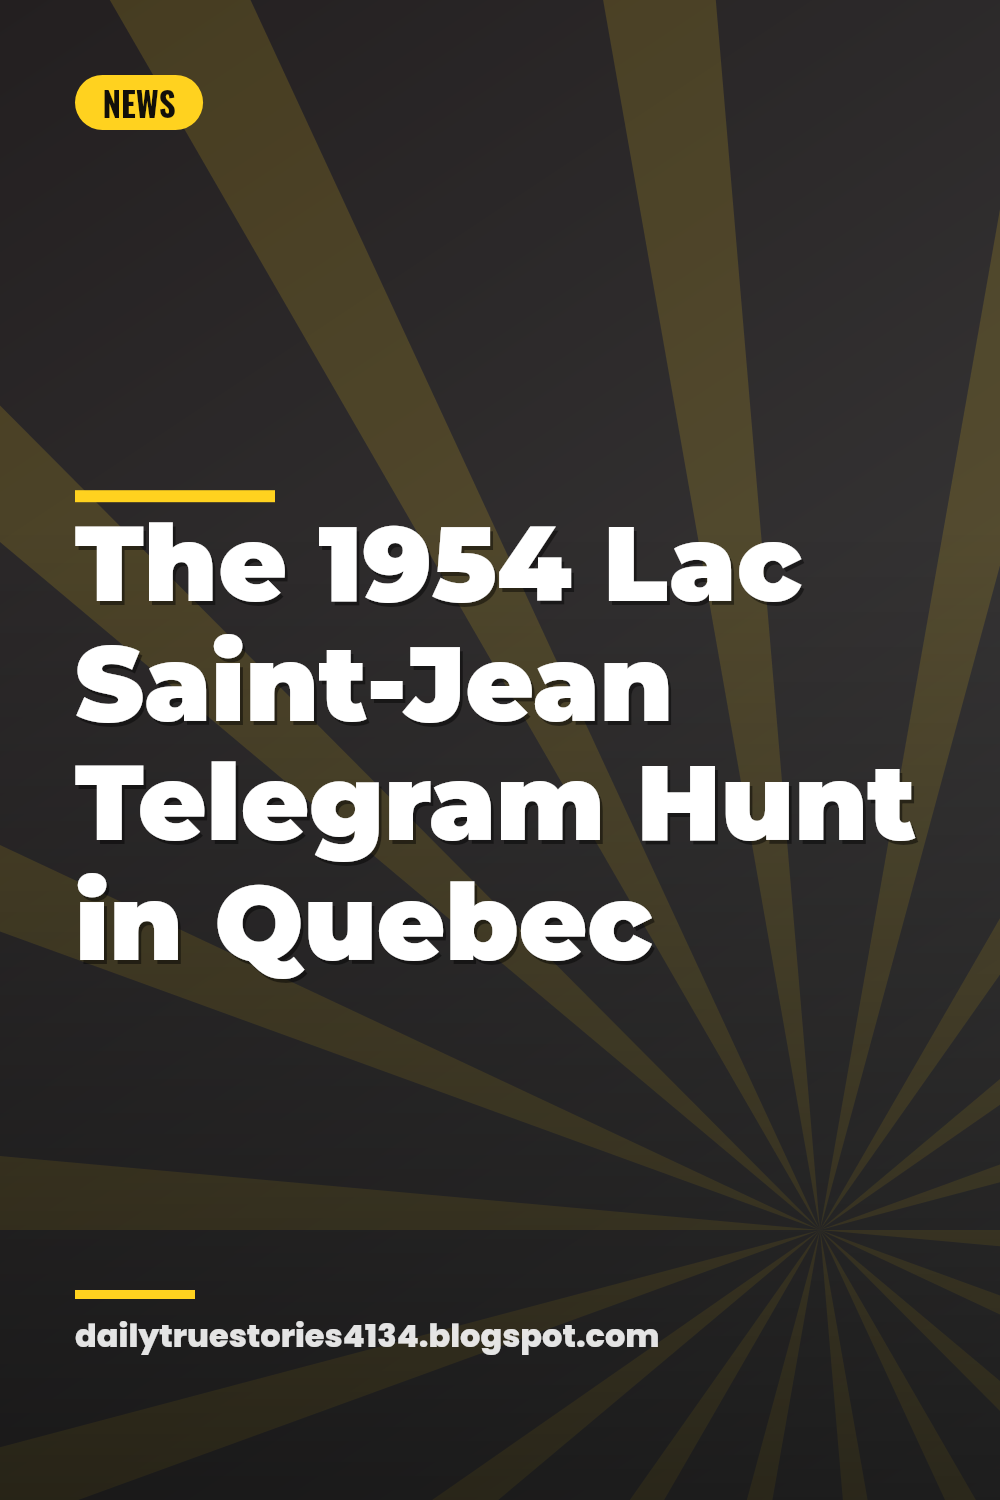 NEWS
The 1954 Lac
Saint-Jean
Telegram Hunt
in Quebec
dailytruestories4134.blogspot.com